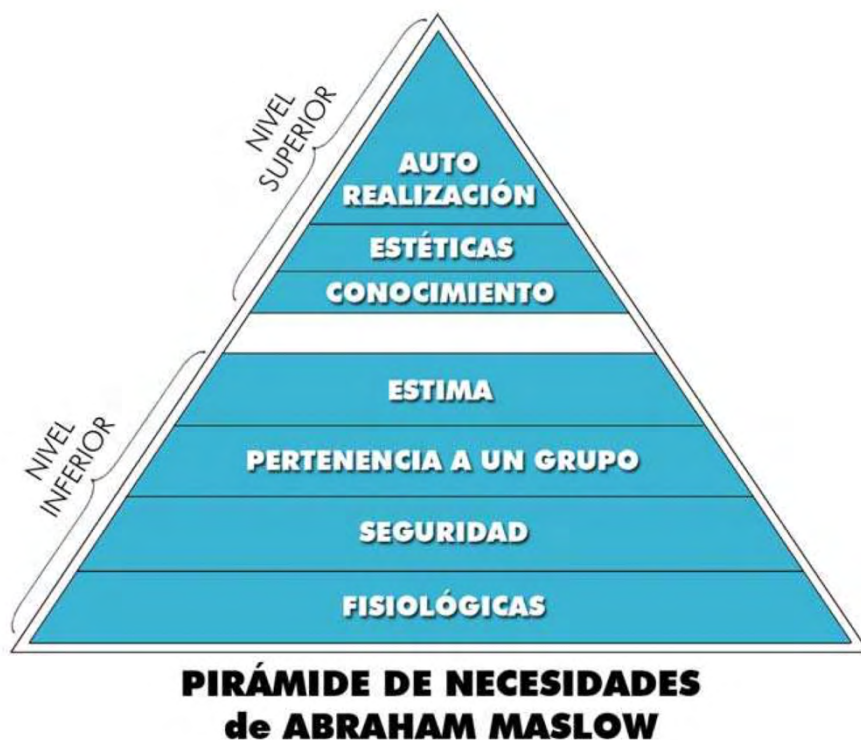 NIVEL
SUPERIOR
AUTO
REALIZACIÓN
ESTÉTICAS
CONOCIMIENTO
NIVEL
INFERIOR
ESTIMA
PERTENENCIA A UN GRUPO
SEGURIDAD
FISIOLÓGICAS
PIRÁMIDE DE NECESIDADES
de ABRAHAM MASLOW